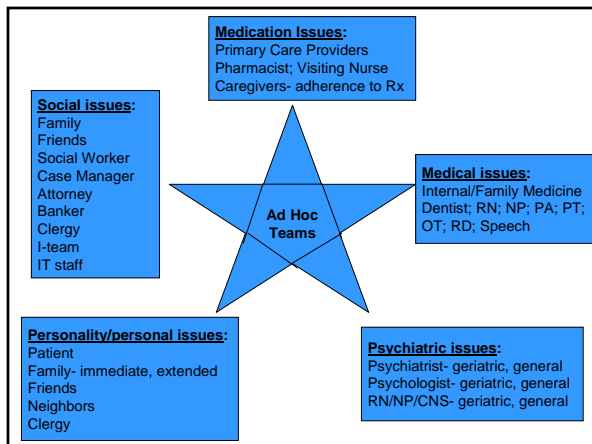 Medication Issues:
Primary Care Providers
Pharmacist; Visiting Nurse
Caregivers- adherence to Rx
Social issues:
Family
Friends
Social Worker
Case Manager
Attorney
Banker
Clergy
I-team
IT staff
Medical issues:
Internal/Family Medicine
Dentist; RN; NP; PA; PT;
OT; RD; Speech
Ad Hoc
Teams
Personality/personal issues:
Patient
Family- immediate, extended
Friends
Neighbors
Clergy
Psychiatric issues:
Psychiatrist- geriatric, general
Psychologist- geriatric, general
RN/NP/CNS- geriatric, general